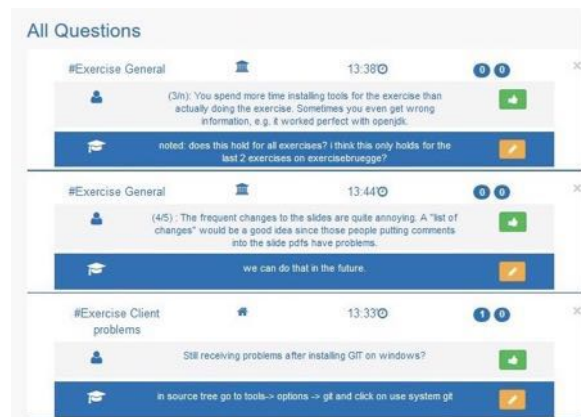 All Questions
#Exercise General 13:38 0 0 ×
(3/n): You spend more time installing tools for the exercise than
actually doing the exercise. Sometimes you even get wrong
information, e.g. it worked perfect with openjdk.
noted: does this hold for all exercises? i think this only holds for the
last 2 exercises on exercisebruegge?
#Exercise General 13:44 0 0 ×
(4/5) : The frequent changes to the slides are quite annoying. A "list of
changes" would be a good idea since those people putting comments
into the slide pdfs have problems.
we can do that in the future.
#Exercise Client 13:33 1 0 ×
problems
Still receiving problems after installing GIT on windows?
in source tree go to tools-> options -> git and click on use system git